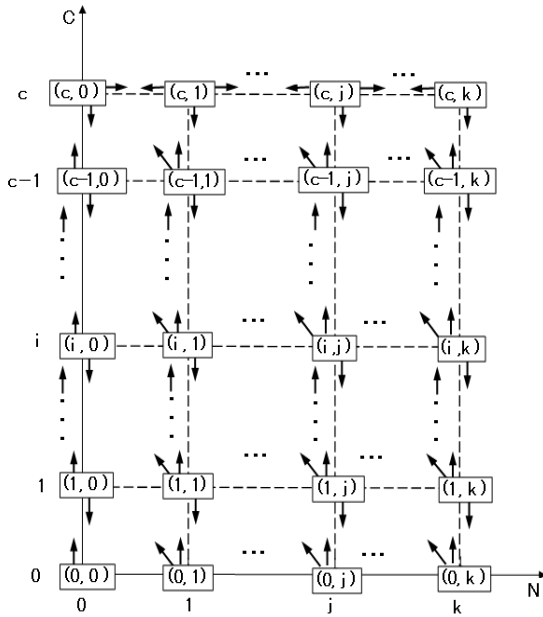 C
c (c, 0) (c, 1) ... (c, j) ... (c, k)
c-1 (c-1,0) (c-1,1) ... (c-1, j) ... (c-1, k)
i (i, 0) (i, 1) ... (i,j) ... (i,k)
1 (1, 0) (1, 1) ... (1, j) ... (1, k)
0 (0, 0) (0, 1) ... (0, j) ... (0, k)
N
0 1 j k